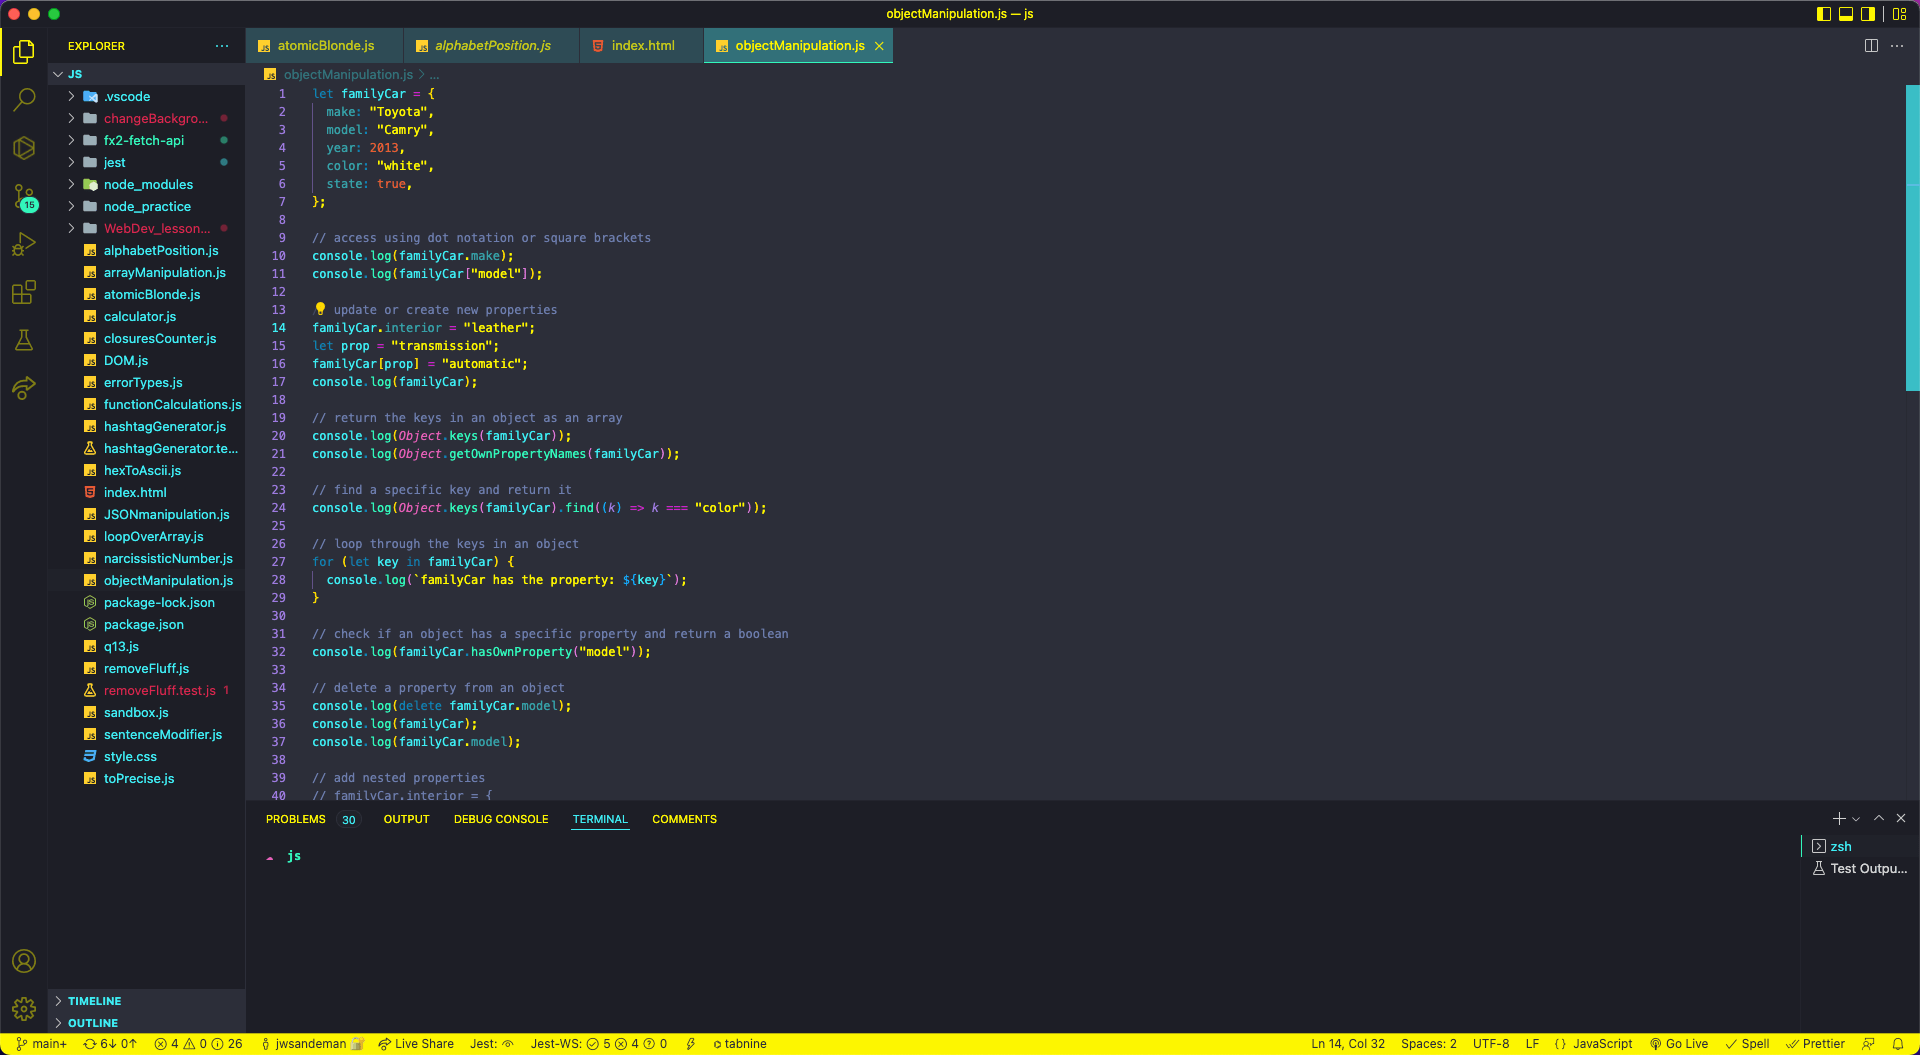 objectManipulation.js — js
EXPLORER
JS
.vscode
changeBackgro...
fx2-fetch-api
jest
node_modules
node_practice
WebDev_lesson...
alphabetPosition.js
arrayManipulation.js
atomicBlonde.js
calculator.js
closuresCounter.js
DOM.js
errorTypes.js
functionCalculations.js
hashtagGenerator.js
hashtagGenerator.te...
hexToAscii.js
index.html
JSONmanipulation.js
loopOverArray.js
narcissisticNumber.js
objectManipulation.js
package-lock.json
package.json
q13.js
removeFluff.js
removeFluff.test.js 1
sandbox.js
sentenceModifier.js
style.css
toPrecise.js
TIMELINE
OUTLINE
15
atomicBlonde.js alphabetPosition.js index.html objectManipulation.js
objectManipulation.js > ...
1 let familyCar = {
2 make: "Toyota",
3 model: "Camry",
4 year: 2013,
5 color: "white",
6 state: true,
7 };
8
9 // access using dot notation or square brackets
10 console.log(familyCar.make);
11 console.log(familyCar["model"]);
12
13 update or create new properties
14 familyCar.interior = "leather";
15 let prop = "transmission";
16 familyCar[prop] = "automatic";
17 console.log(familyCar);
18
19 // return the keys in an object as an array
20 console.log(Object.keys(familyCar));
21 console.log(Object.getOwnPropertyNames(familyCar));
22
23 // find a specific key and return it
24 console.log(Object.keys(familyCar).find((k) => k === "color"));
25
26 // loop through the keys in an object
27 for (let key in familyCar) {
28 console.log(`familyCar has the property: ${key}`);
29 }
30
31 // check if an object has a specific property and return a boolean
32 console.log(familyCar.hasOwnProperty("model"));
33
34 // delete a property from an object
35 console.log(delete familyCar.model);
36 console.log(familyCar);
37 console.log(familyCar.model);
38
39 // add nested properties
40 // familyCar.interior = {
PROBLEMS 30 OUTPUT DEBUG CONSOLE TERMINAL COMMENTS
js
zsh
Test Outpu...
main+ 6↓ 0↑ 4 0 26 jwsandeman Live Share Jest: Jest-WS: 5 4 0 tabnine Ln 14, Col 32 Spaces: 2 UTF-8 LF {} JavaScript Go Live Spell Prettier